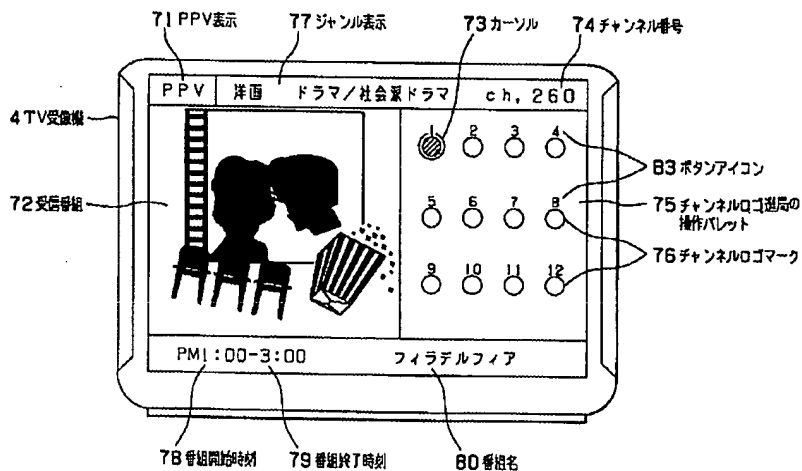 71 PPV表示
77 ジャンル表示
73 カーソル
74 チャンネル番号
4 TV受像機
PPV 洋画 ドラマ/社会派ドラマ ch, 260
1 2 3 4
83 ボタンアイコン
72 受信番組
5 6 7 8
75 チャンネルロゴ選局の
操作パレット
76 チャンネルロゴマーク
9 10 11 12
PM1:00-3:00 フィラデルフィア
78 番組開始時刻
79 番組終了時刻
80 番組名